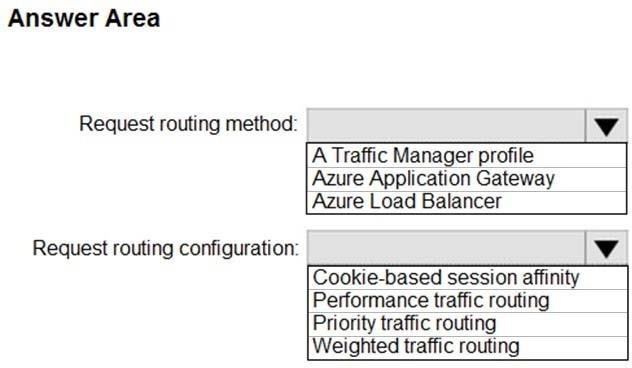 Answer Area
Request routing method:
A Traffic Manager profile
Azure Application Gateway
Azure Load Balancer
Request routing configuration:
Cookie-based session affinity
Performance traffic routing
Priority traffic routing
Weighted traffic routing